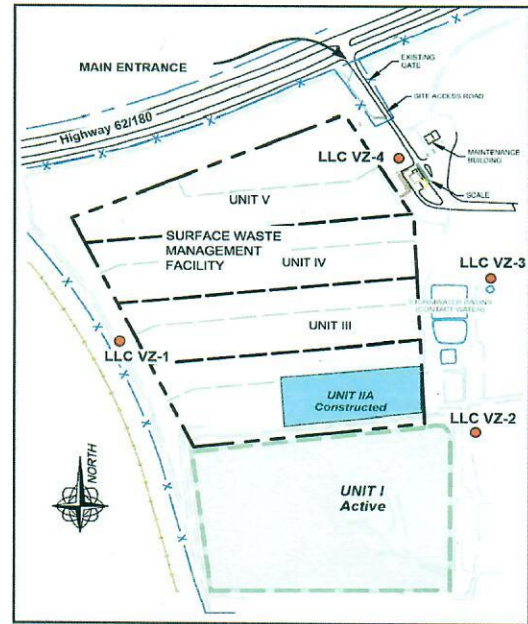 MAIN ENTRANCE
EXISTING
GATE
SITE ACCESS ROAD
Highway 62/180
MAINTENANCE
BUILDING
LLC VZ-4
SCALE
UNIT V
SURFACE WASTE
MANAGEMENT
FACILITY
UNIT IV
LLC VZ-3
(CONTACT WATER)
UNIT III
LLC VZ-1
UNIT IIA
Constructed
LLC VZ-2
NORTH
UNIT I
Active